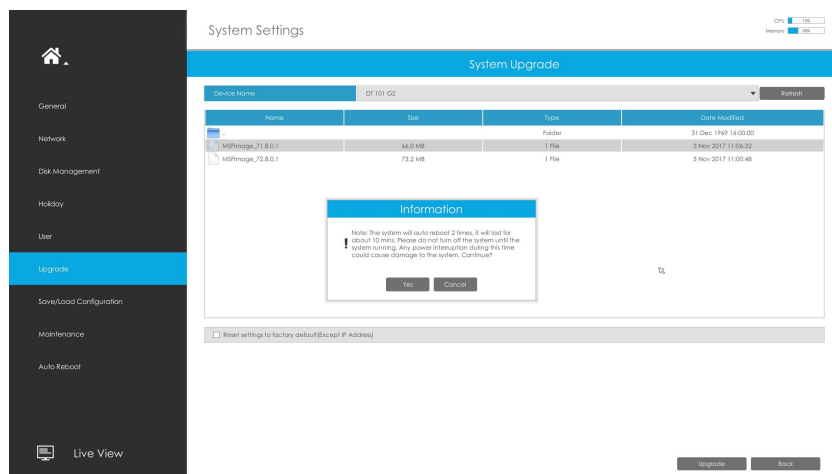 System Settings
CPU 12%
Memory 38%
System Upgrade
Device Name DT 101 G2 Refresh
Name Size Type Date Modified
.. Folder 31 Dec 1969 16:00:00
MSFImage_71.8.0.1 66.0 MB 1 File 3 Nov 2017 11:06:32
MSFImage_72.8.0.1 73.2 MB 1 File 3 Nov 2017 11:00:48
General
Network
Disk Management
Holiday
User
Upgrade
Save/Load Configuration
Maintenance
Auto Reboot
Live View
Information
Note: The system will auto reboot 2 times, it will last for
about 10 mins. Please do not turn off the system until the
system running. Any power interruption during this time
could cause damage to the system. Continue?
Yes Cancel
Reset settings to factory default(Except IP Address)
Upgrade Back